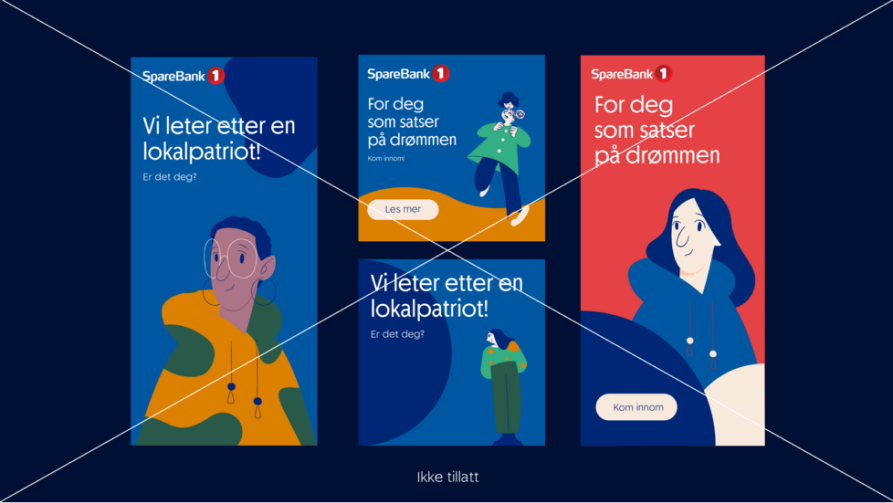 SpareBank 1
Vi leter etter en
lokalpatriot!
Er det deg?
SpareBank 1
For deg
som satser
på drømmen
Kom innom!
Les mer
Vi leter etter en
lokalpatriot!
Er det deg?
SpareBank 1
For deg
som satser
på drømmen
Kom innom
Ikke tillatt